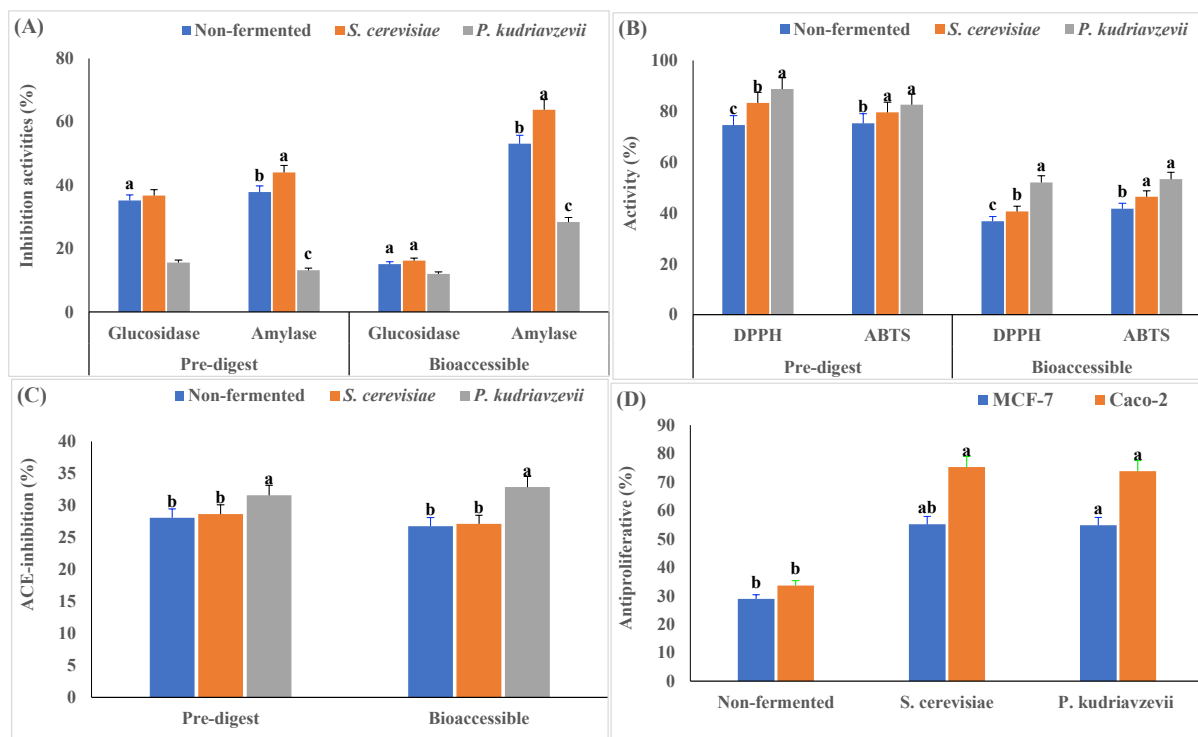 (A)
Non-fermented S. cerevisiae P. kudriavzevii
Inhibition activities (%)
80
60
40
20
0
a
b
a
c
a
a
b
a
c
Glucosidase Amylase Glucosidase Amylase
Pre-digest Bioaccessible
(B)
Non-fermented S. cerevisiae P. kudriavzevii
Activity (%)
100
80
60
40
20
0
c
b
a
b
a
a
c
b
a
b
a
a
DPPH ABTS DPPH ABTS
Pre-digest Bioaccessible
(C)
Non-fermented S. cerevisiae P. kudriavzevii
ACE-inhibition (%)
40
35
30
25
20
15
10
5
0
b
b
a
b
b
a
Pre-digest Bioaccessible
(D)
MCF-7 Caco-2
Antiproliferative (%)
90
80
70
60
50
40
30
20
10
0
b
b
ab
a
a
a
Non-fermented S. cerevisiae P. kudriavzevii